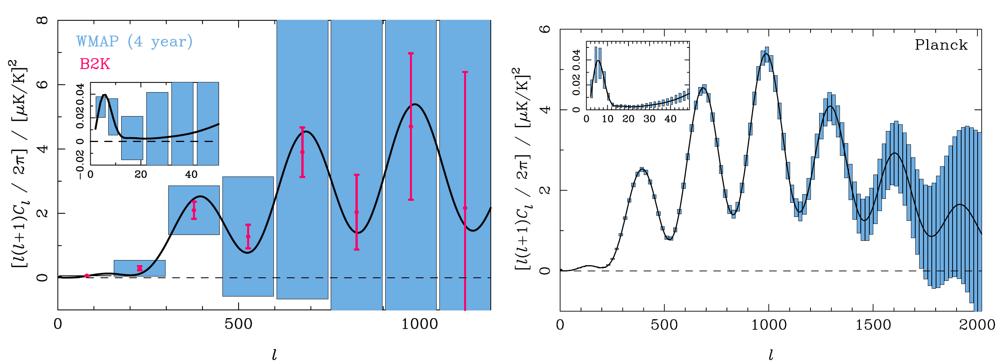 [l(l+1)C_l / 2π] / [μK/K]²
8
6
4
2
0
WMAP (4 year)
B2K
0.04
0.02
0
−0.02
0 20 40
0 500 1000
l
[l(l+1)C_l / 2π] / [μK/K]²
6
4
2
0
Planck
0.04
0.02
0
0 10 20 30 40
0 500 1000 1500 2000
l